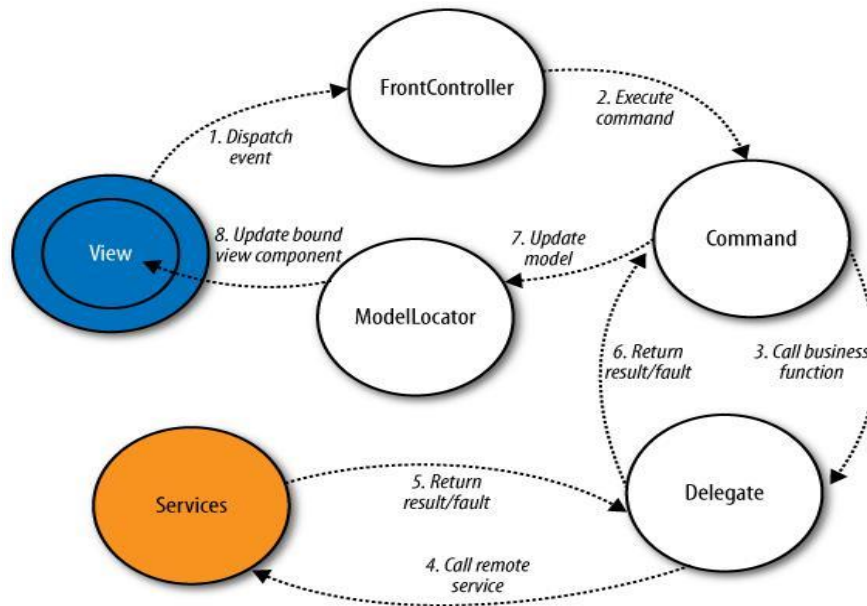 FrontController
1. Dispatch
event
2. Execute
command
View
8. Update bound
view component
7. Update
model
Command
ModelLocator
6. Return
result/fault
3. Call business
function
Services
5. Return
result/fault
Delegate
4. Call remote
service